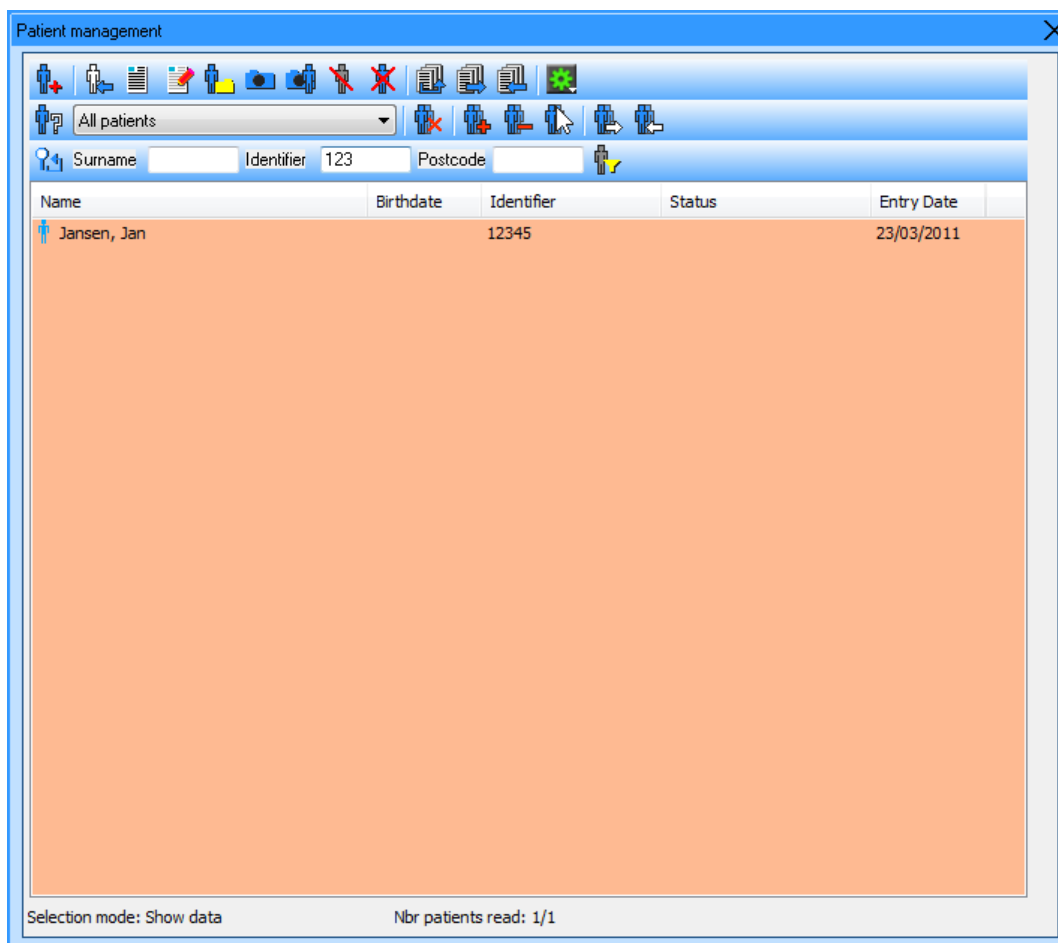 Patient management
All patients
Surname Identifier 123 Postcode
Name Birthdate Identifier Status Entry Date
Jansen, Jan 12345 23/03/2011
Selection mode: Show data Nbr patients read: 1/1